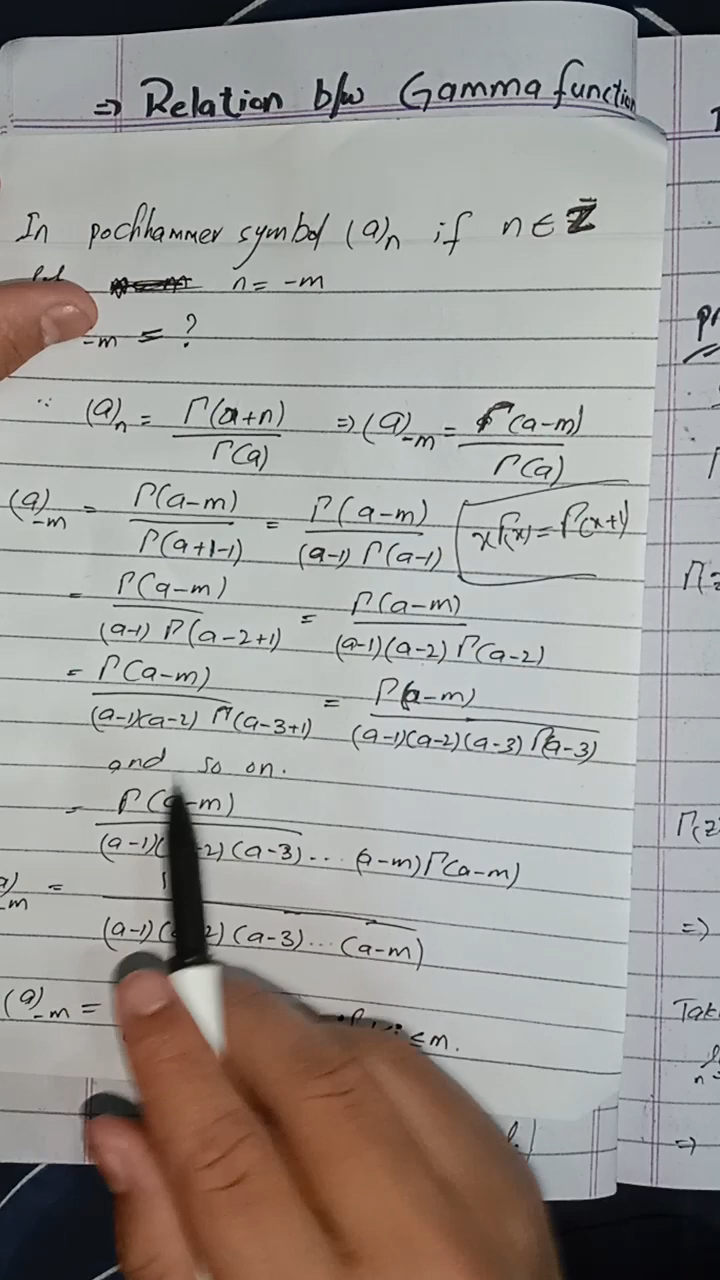 ⇒ Relation b/w Gamma function
In pochhammer symbol (a)ₙ if n ∈ Z̄
n = -m
-m = ?
∵ (a)ₙ = Γ(a+n)/Γ(a) ⇒ (a)₋ₘ = Γ(a-m)/Γ(a)
(a)₋ₘ = Γ(a-m)/Γ(a+1-1) = Γ(a-m)/(a-1) Γ(a-1) xΓ(x) = Γ(x+1)
= Γ(a-m)/(a-1) Γ(a-2+1) = Γ(a-m)/(a-1)(a-2) Γ(a-2)
= Γ(a-m)/(a-1)(a-2) Γ(a-3+1) = Γ(a-m)/(a-1)(a-2)(a-3) Γ(a-3)
and so on.
= Γ(a-m)/(a-1)(-2)(a-3)... (a-m)Γ(a-m)
-m = 1/(a-1)(2)(a-3)...(a-m)
(a)₋ₘ = ≤ m.